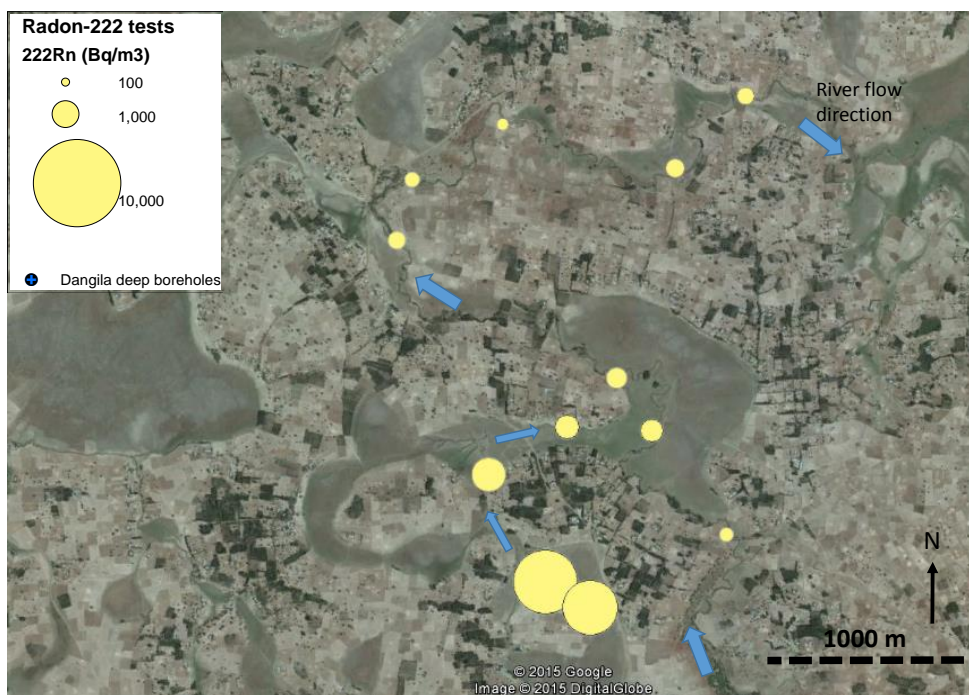 Radon-222 tests
222Rn (Bq/m3)
100
1,000
10,000
Dangila deep boreholes
River flow
direction
N
1000 m
© 2015 Google
Image © 2015 DigitalGlobe